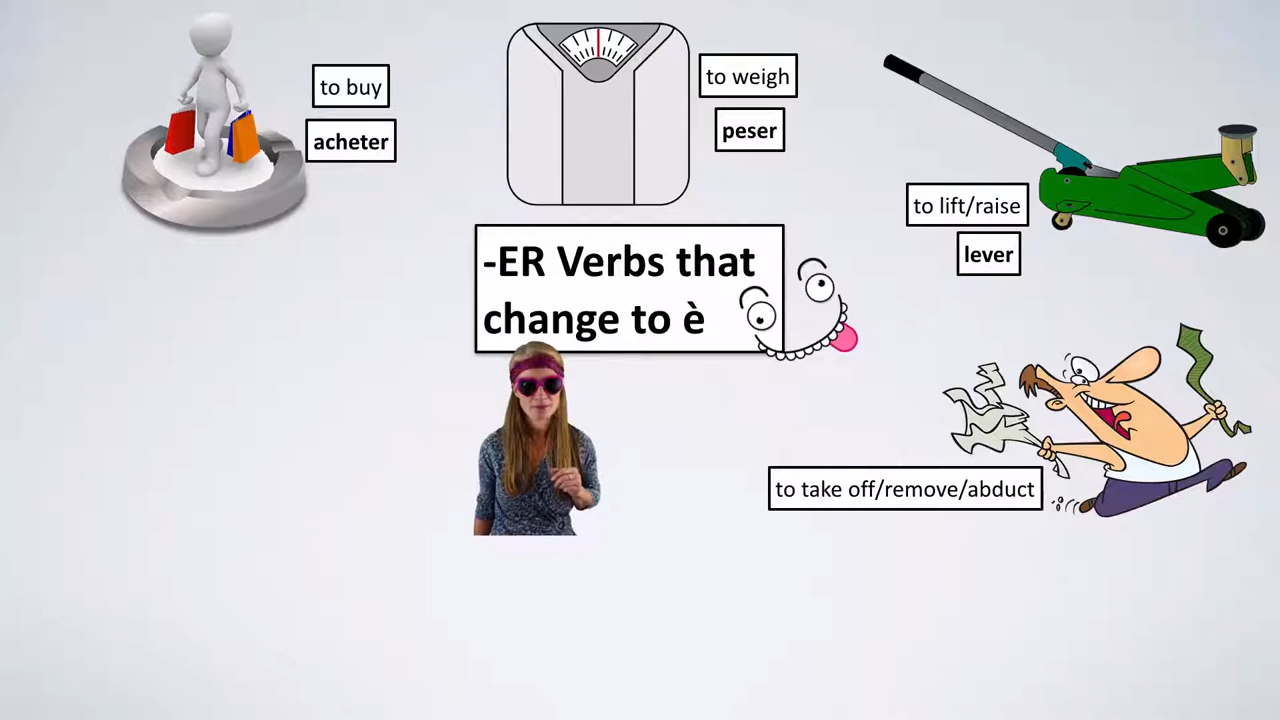 to buy
acheter
to weigh
peser
to lift/raise
lever
-ER Verbs that
change to è
to take off/remove/abduct